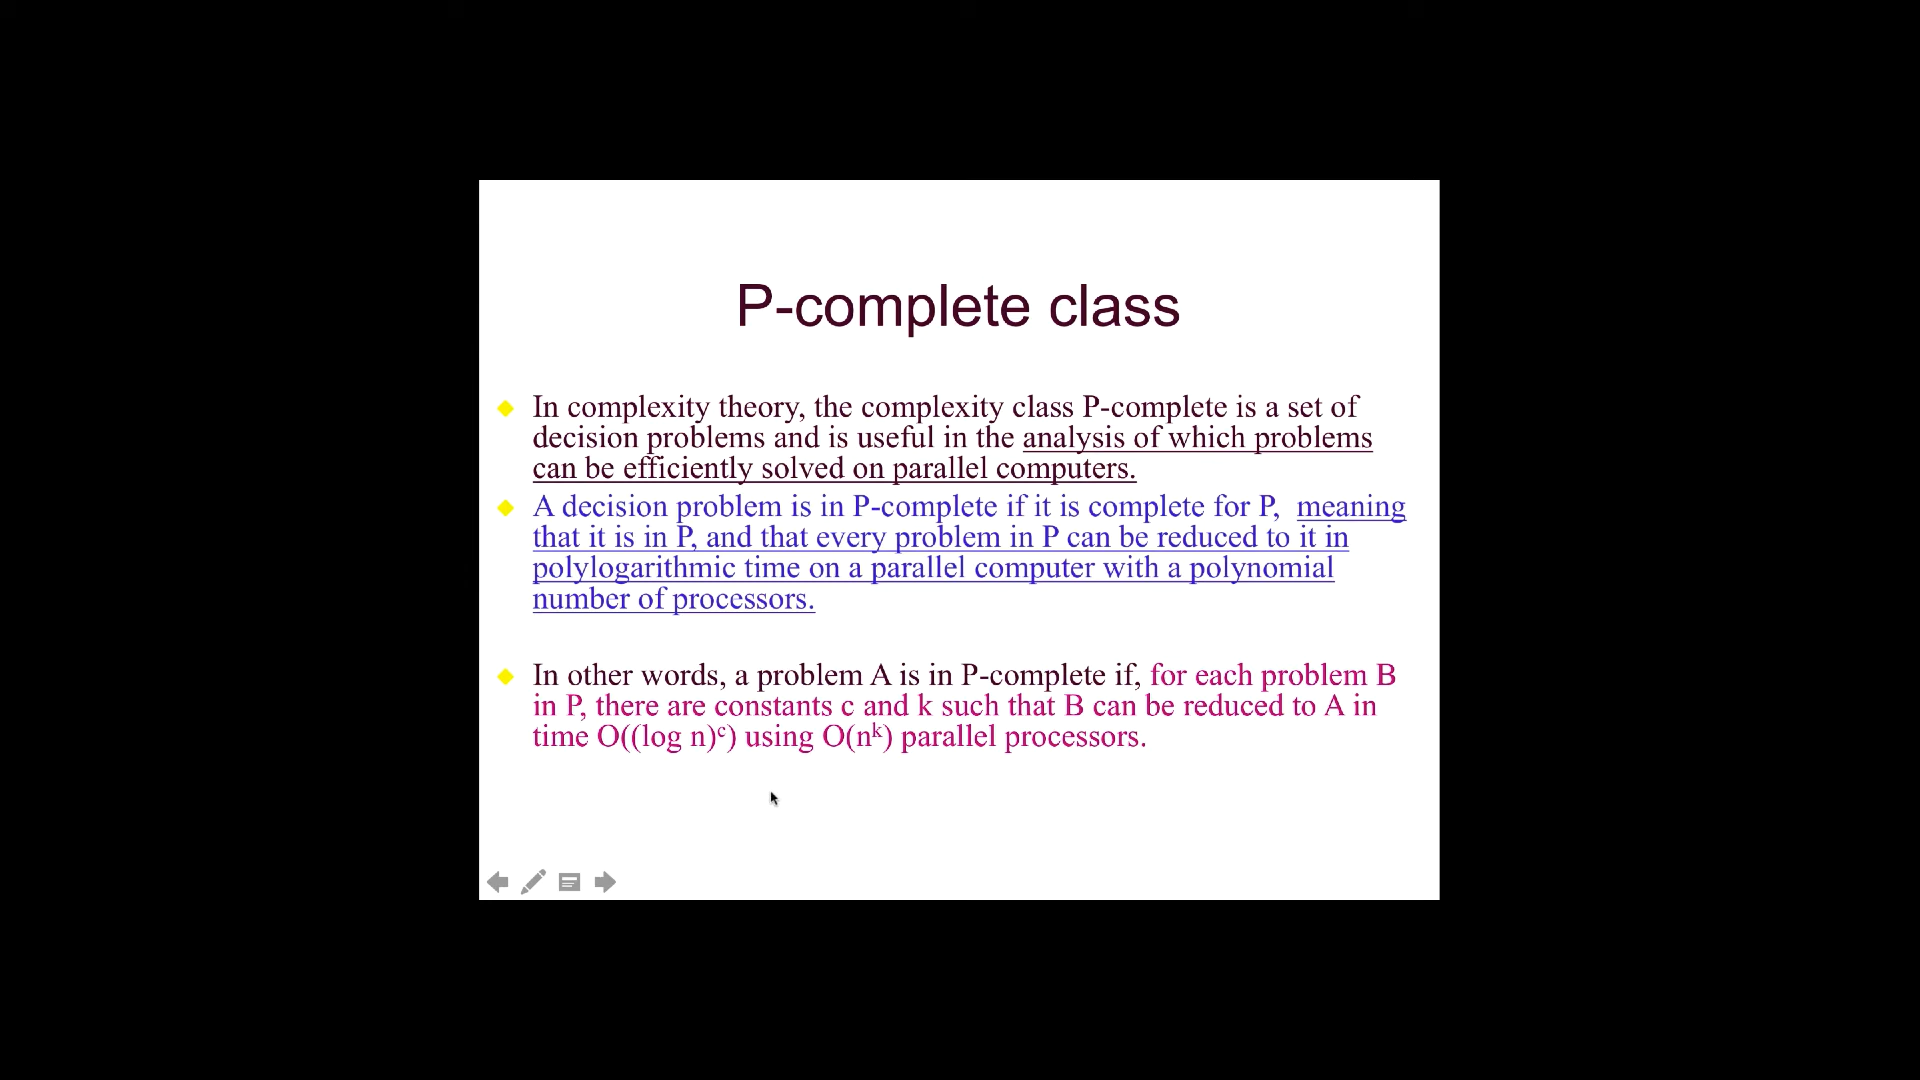 P-complete class
In complexity theory, the complexity class P-complete is a set of
decision problems and is useful in the analysis of which problems
can be efficiently solved on parallel computers.
A decision problem is in P-complete if it is complete for P, meaning
that it is in P, and that every problem in P can be reduced to it in
polylogarithmic time on a parallel computer with a polynomial
number of processors.
In other words, a problem A is in P-complete if, for each problem B
in P, there are constants c and k such that B can be reduced to A in
time O((log n)ᶜ) using O(nᵏ) parallel processors.